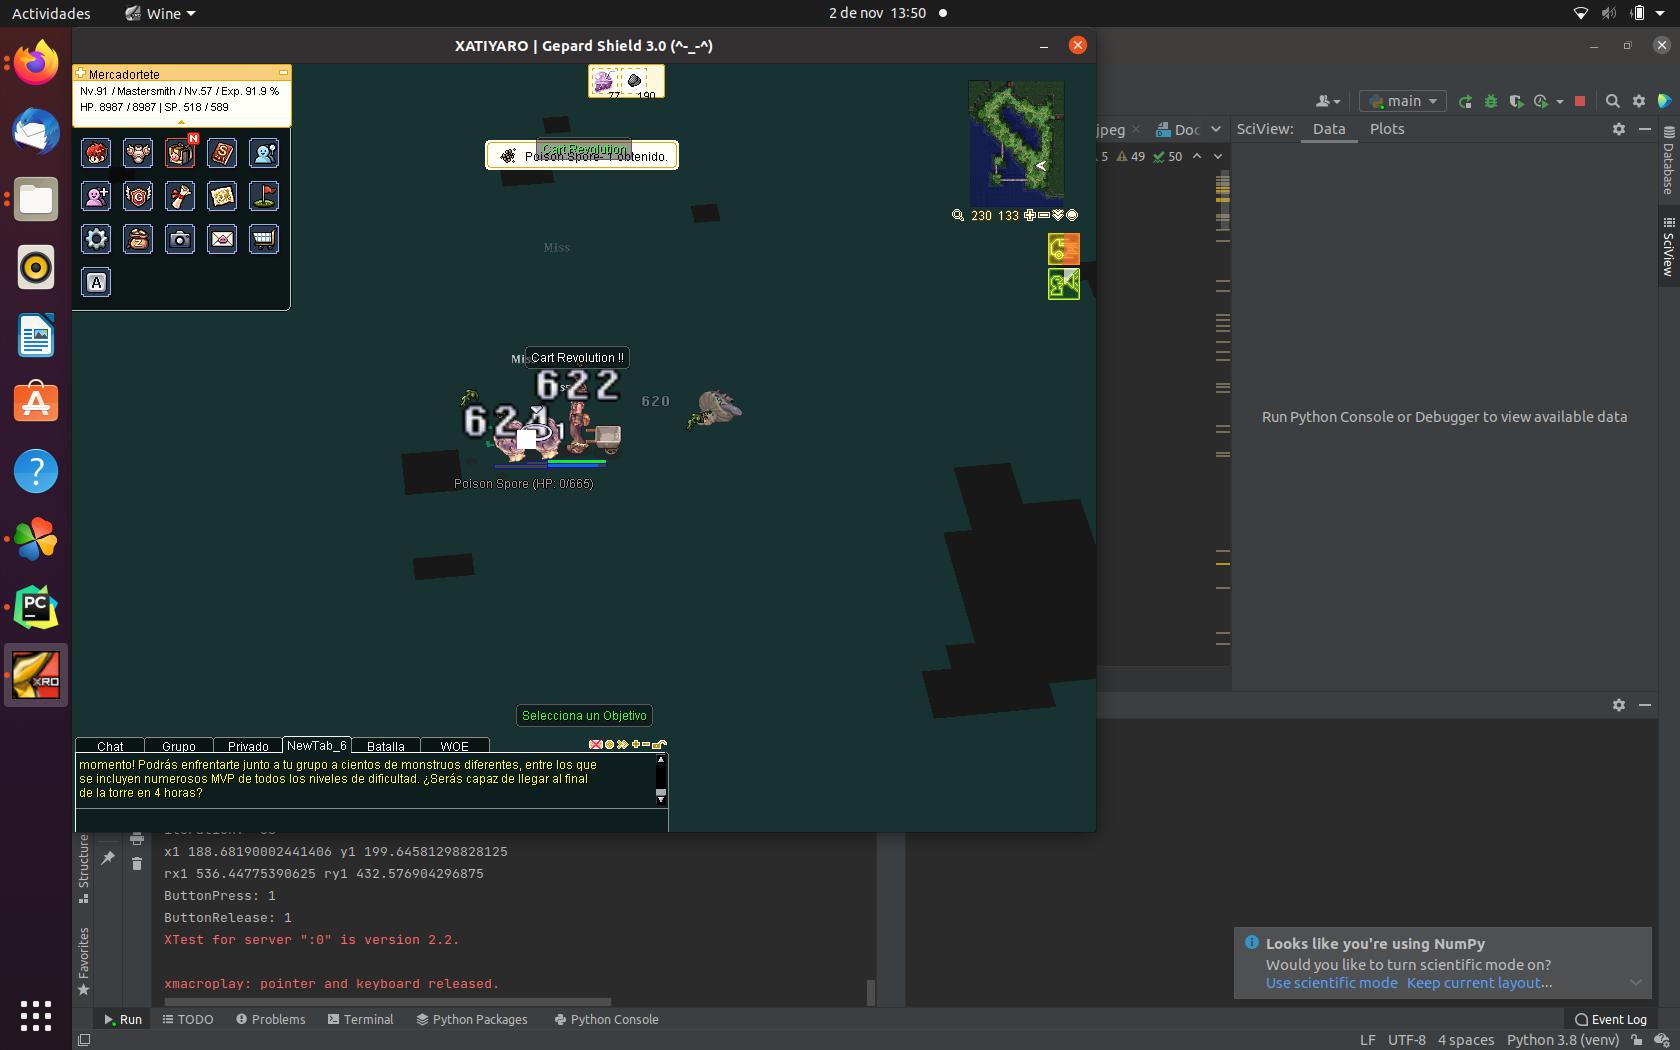 Actividades
Wine
2 de nov 13:50
XATIYARO | Gepard Shield 3.0 (^-_-^)
Mercadortete
Nv.91 / Mastersmith / Nv.57 / Exp. 91.9 %
HP. 8987 / 8987 | SP. 518 / 589
N
A
77 190
Cart Revolution
Poison Spore- 1 obtenido.
Miss
230 133
Cart Revolution !!
622
620
Poison Spore (HP: 0/665)
Selecciona un Objetivo
Chat
Grupo
Privado
NewTab_6
Batalla
WOE
momento! Podrás enfrentarte junto a tu grupo a cientos de monstruos diferentes, entre los que
se incluyen numerosos MVP de todos los niveles de dificultad. ¿Serás capaz de llegar al final
de la torre en 4 horas?
main
jpeg
Doc
SciView:
Data
Plots
5
49
50
Database
SciView
Run Python Console or Debugger to view available data
XRO
PC
Structure
Favorites
x1 188.68190002441406 y1 199.64581298828125
rx1 536.44775390625 ry1 432.576904296875
ButtonPress: 1
ButtonRelease: 1
XTest for server ":0" is version 2.2.
xmacroplay: pointer and keyboard released.
Looks like you're using NumPy
Would you like to turn scientific mode on?
Use scientific mode Keep current layout...
Run
TODO
Problems
Terminal
Python Packages
Python Console
Event Log
LF UTF-8 4 spaces Python 3.8 (venv)